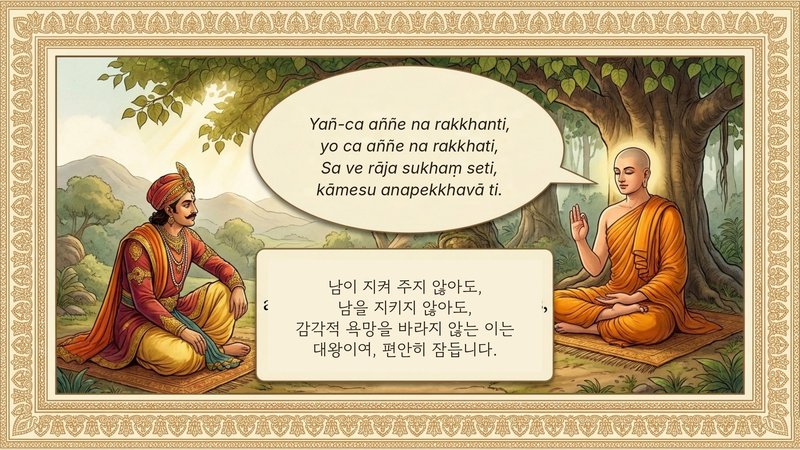 Yañ-ca aññe na rakkhanti,
yo ca aññe na rakkhati,
Sa ve rāja sukhaṃ seti,
kāmesu anapekkhavā ti.
남이 지켜 주지 않아도,
남을 지키지 않아도,
감각적 욕망을 바라지 않는 이는
대왕이여, 편안히 잠듭니다.